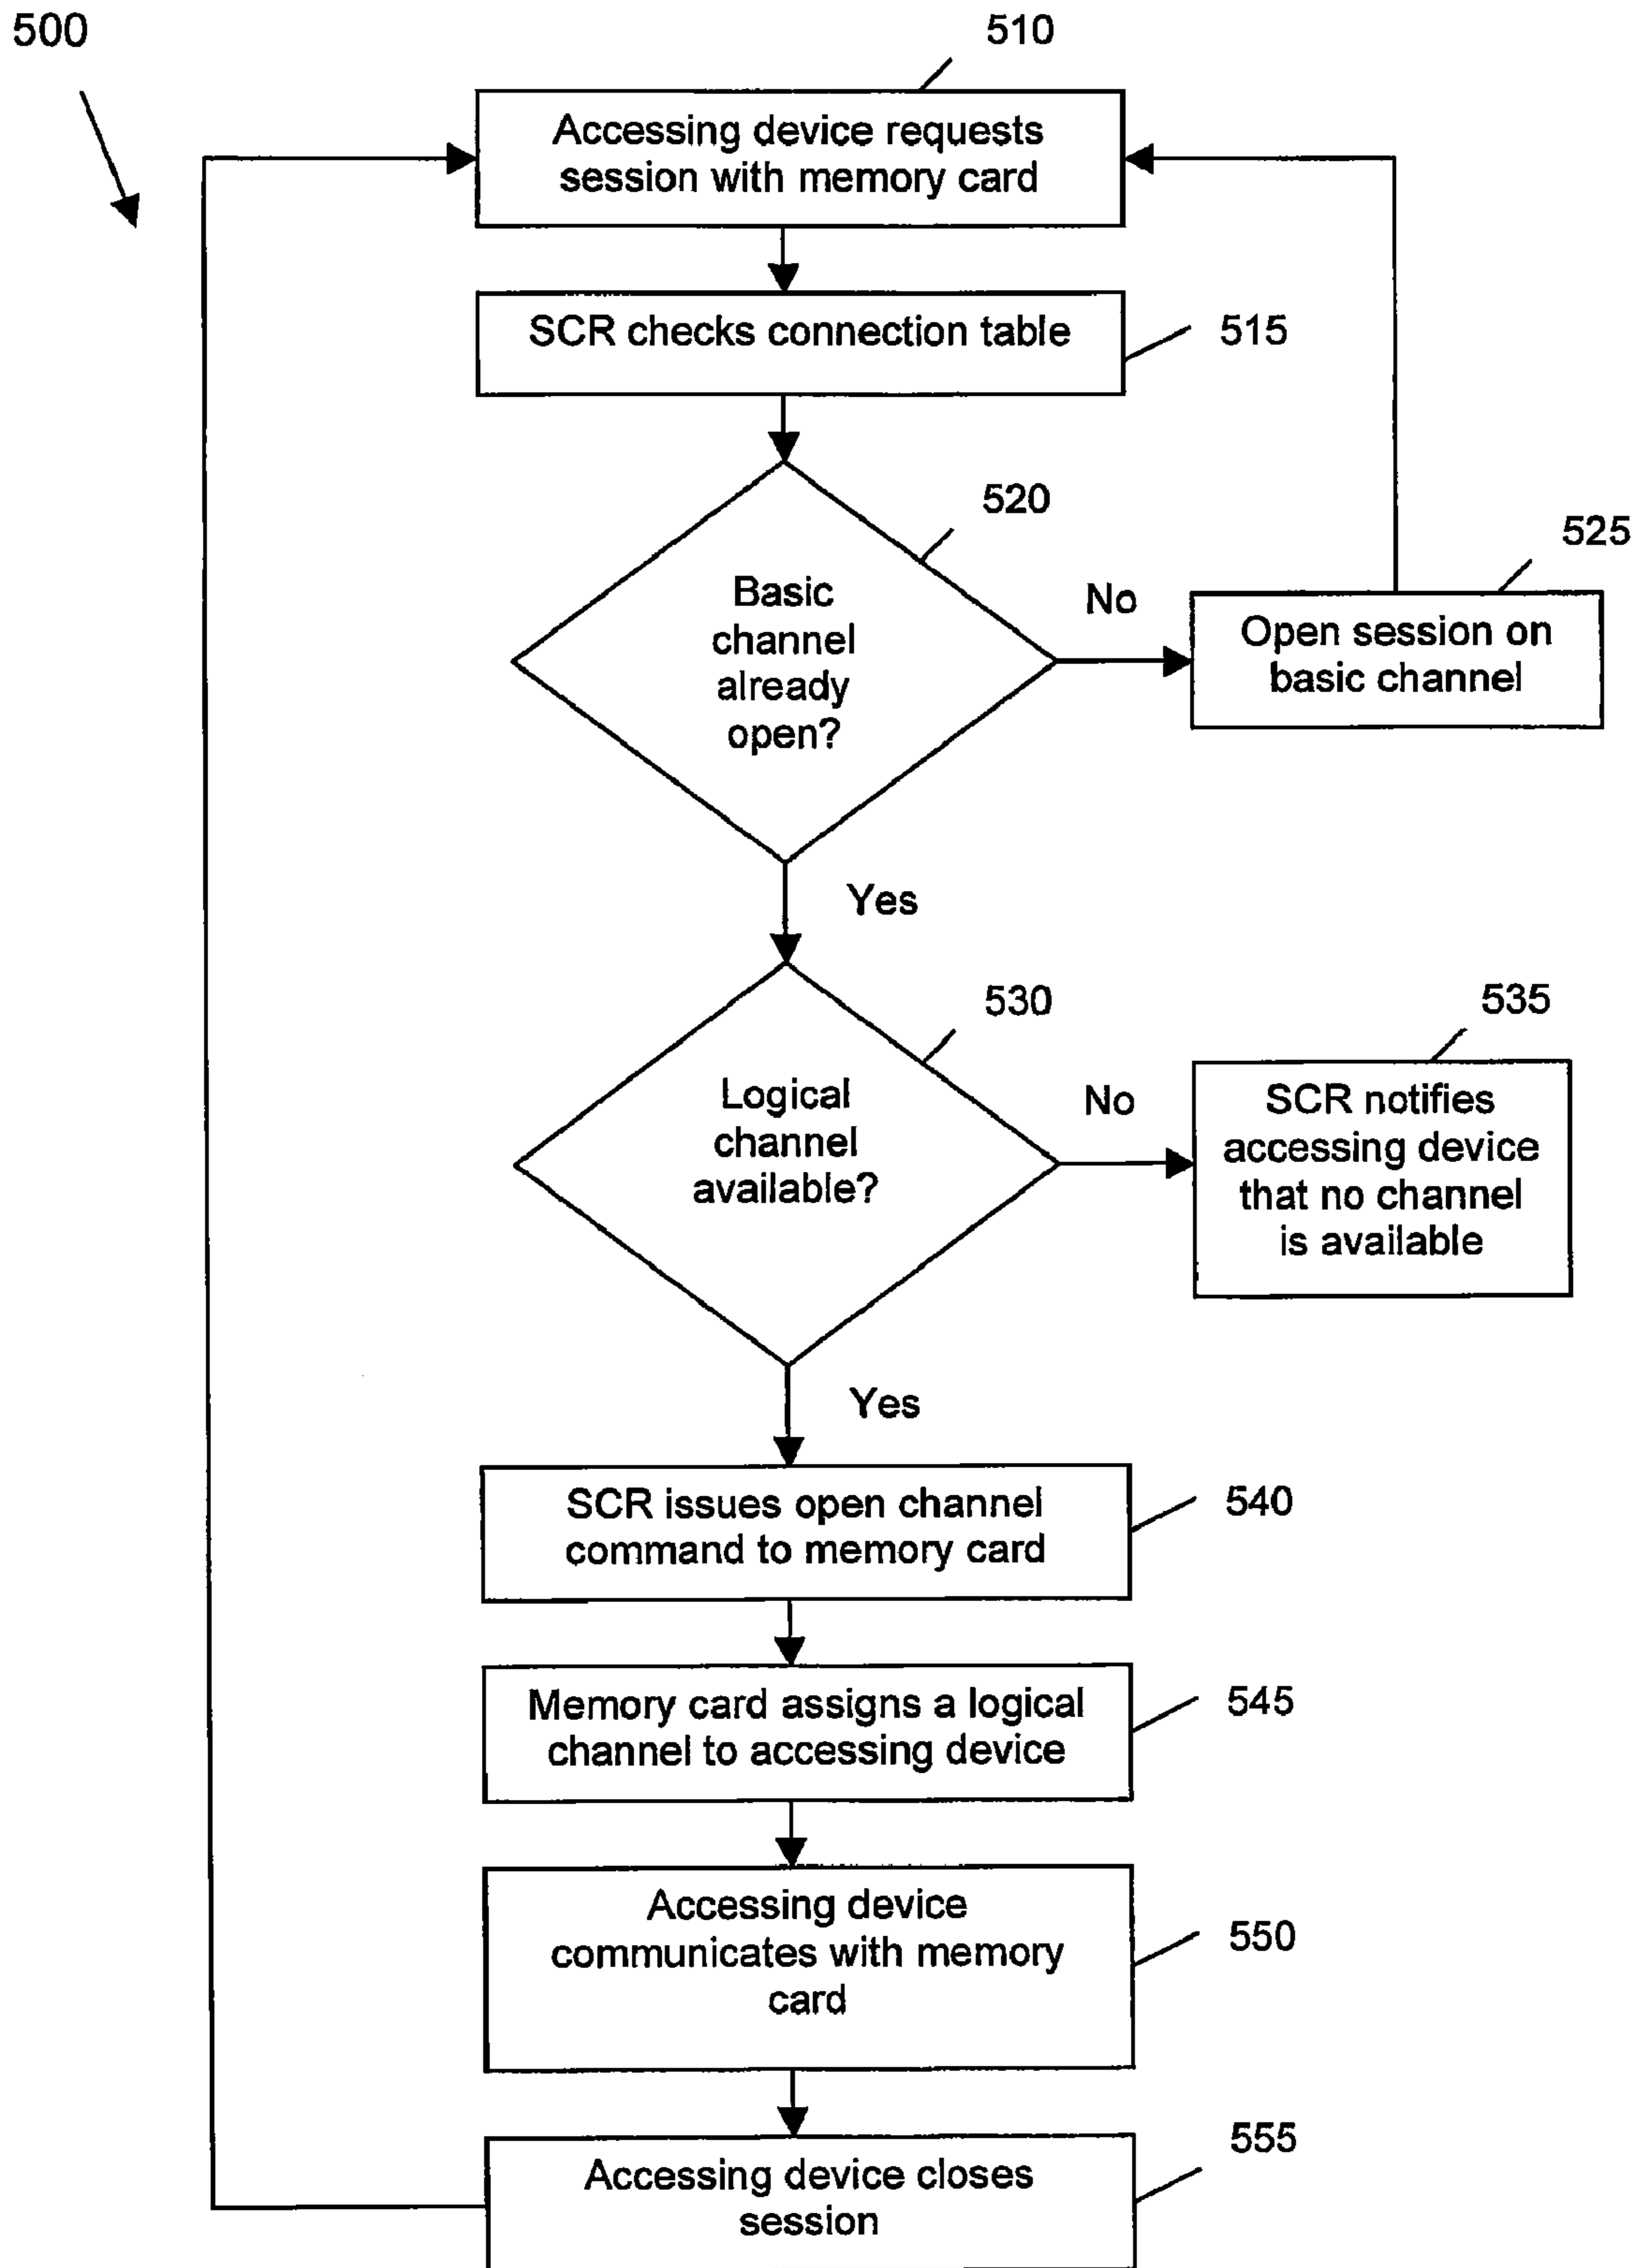 500
510
Accessing device requests
session with memory card
SCR checks connection table
515
520
Basic
channel
already
open?
No
525
Open session on
basic channel
Yes
530
Logical
channel
available?
No
535
SCR notifies
accessing device
that no channel
is available
Yes
SCR issues open channel
command to memory card
540
Memory card assigns a logical
channel to accessing device
545
Accessing device
communicates with memory
card
550
555
Accessing device closes
session